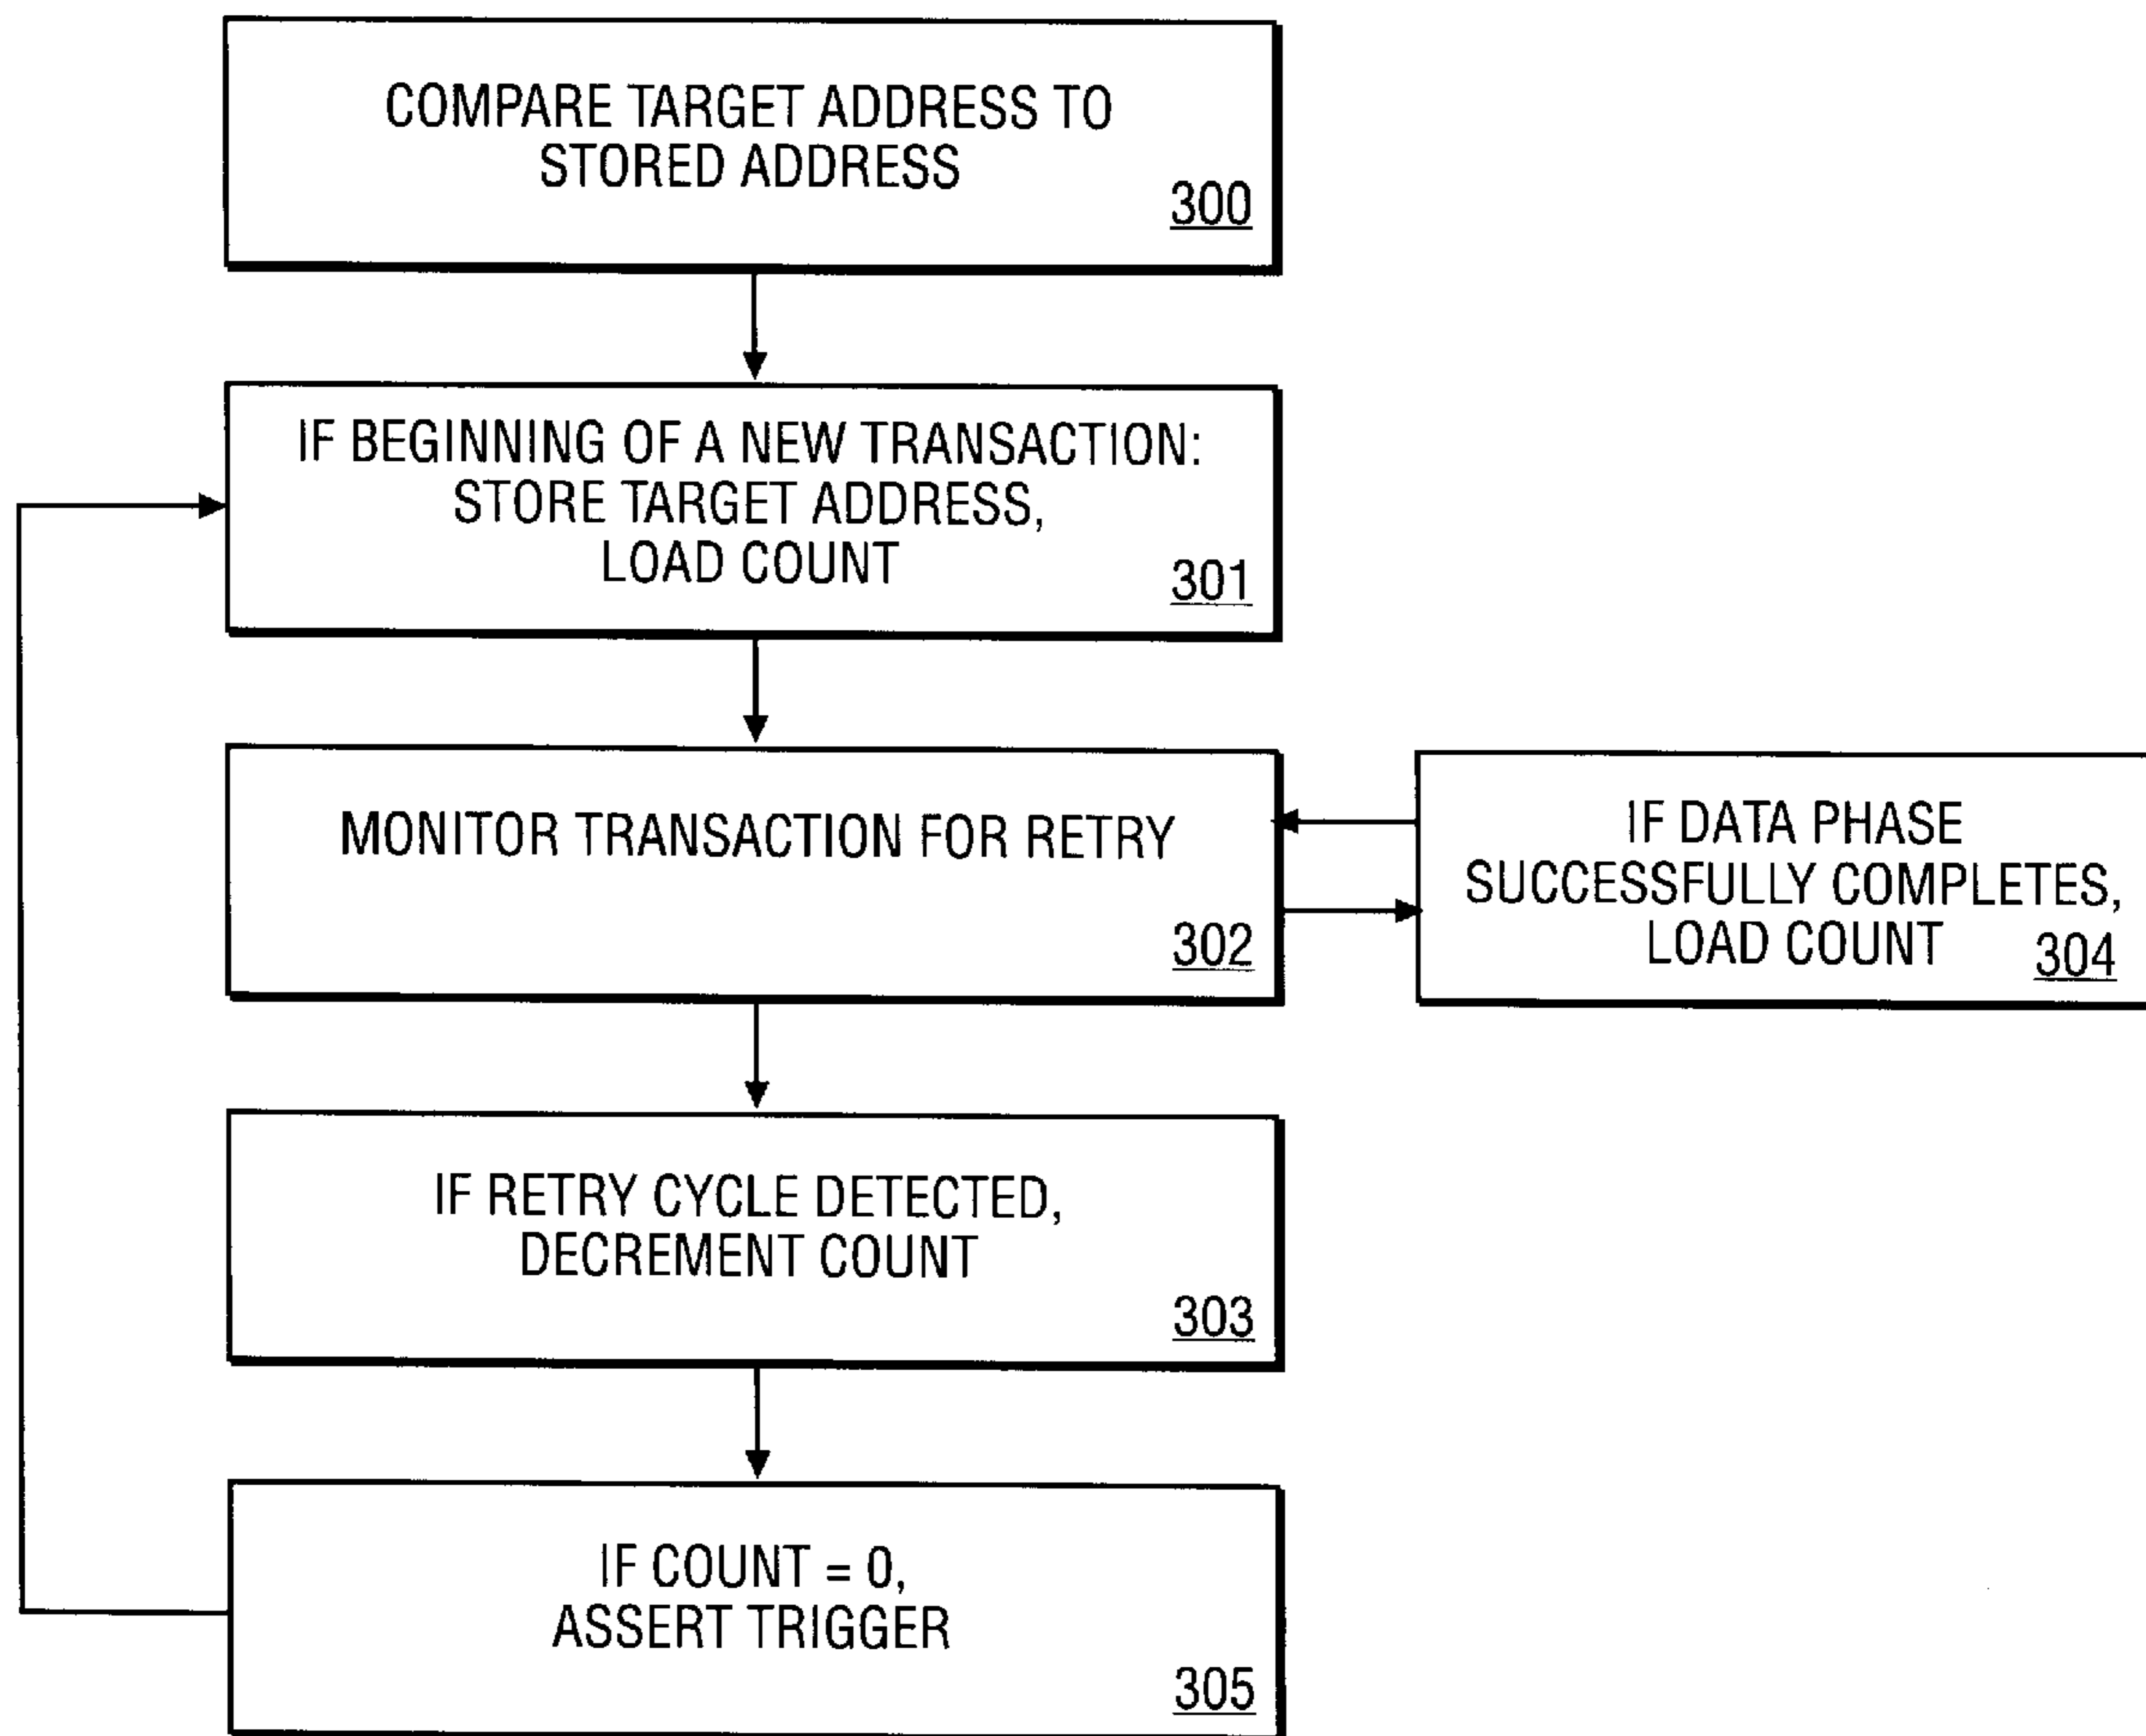 COMPARE TARGET ADDRESS TO
STORED ADDRESS
300
IF BEGINNING OF A NEW TRANSACTION:
STORE TARGET ADDRESS,
LOAD COUNT
301
MONITOR TRANSACTION FOR RETRY
302
IF DATA PHASE
SUCCESSFULLY COMPLETES,
LOAD COUNT
304
IF RETRY CYCLE DETECTED,
DECREMENT COUNT
303
IF COUNT = 0,
ASSERT TRIGGER
305